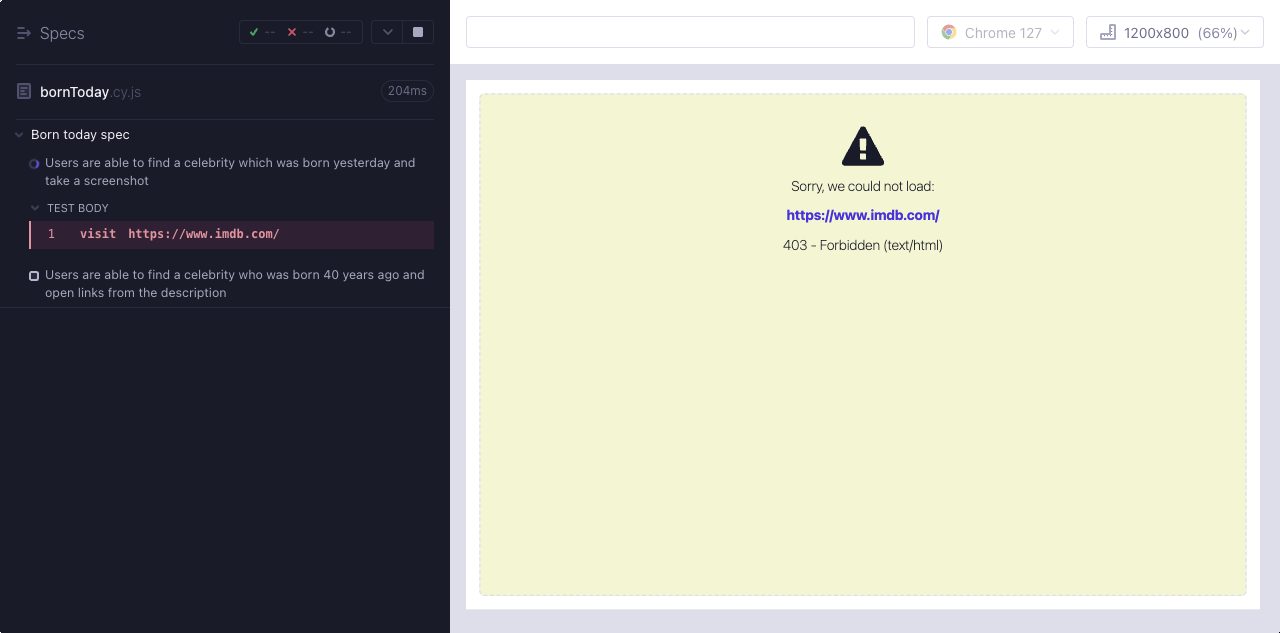 Specs
-- -- --
bornToday.cy.js 204ms
Born today spec
Users are able to find a celebrity which was born yesterday and
take a screenshot
TEST BODY
1 visit https://www.imdb.com/
Users are able to find a celebrity who was born 40 years ago and
open links from the description
Chrome 127
1200x800 (66%)
Sorry, we could not load:
https://www.imdb.com/
403 - Forbidden (text/html)